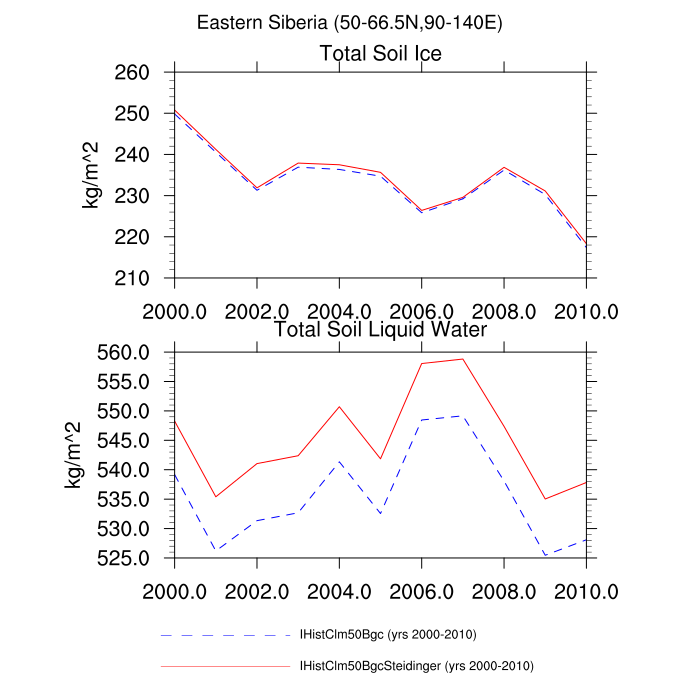 Eastern Siberia (50-66.5N,90-140E)
Total Soil Ice
260
250
240
230
220
210
kg/m^2
2000.0 2002.0 2004.0 2006.0 2008.0 2010.0
Total Soil Liquid Water
560.0
555.0
550.0
545.0
540.0
535.0
530.0
525.0
kg/m^2
2000.0 2002.0 2004.0 2006.0 2008.0 2010.0
IHistClm50Bgc (yrs 2000-2010)
IHistClm50BgcSteidinger (yrs 2000-2010)